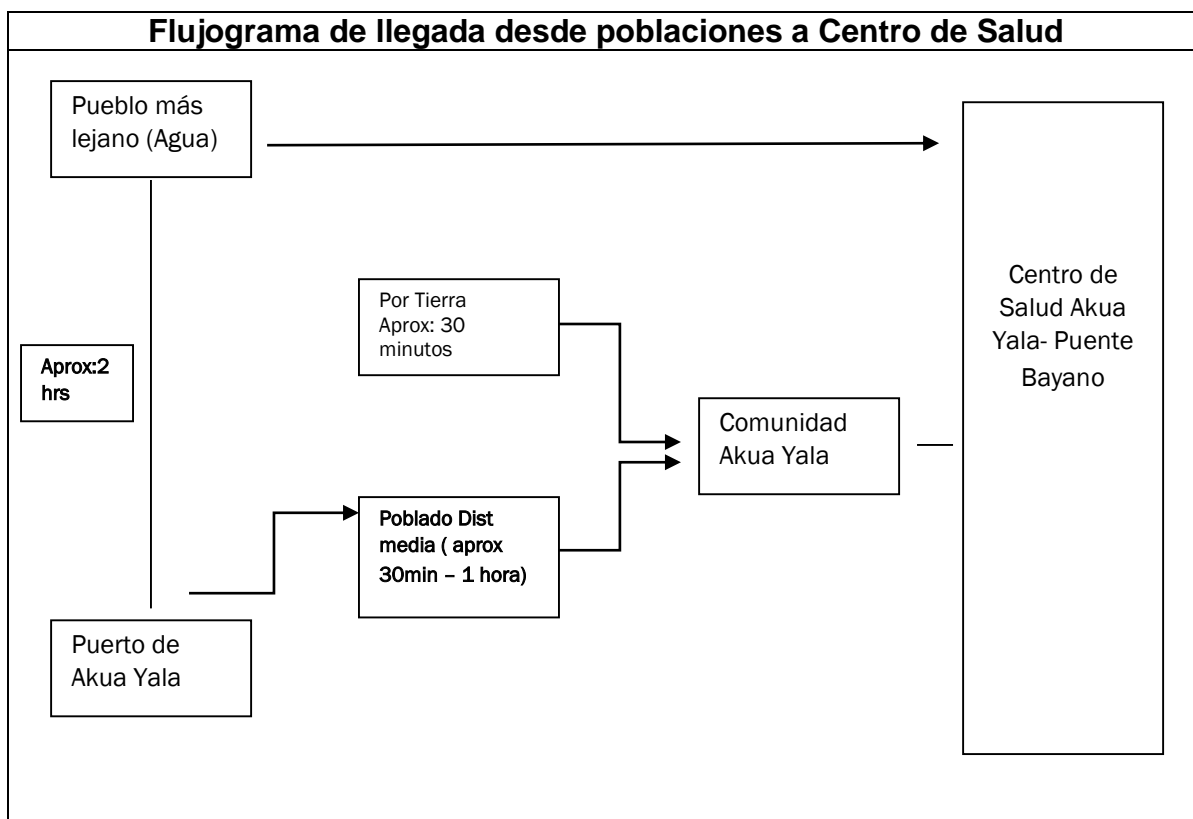 Flujograma de llegada desde poblaciones a Centro de Salud
Pueblo más
lejano (Agua)
Centro de
Salud Akua
Yala- Puente
Bayano
Por Tierra
Aprox: 30
minutos
Aprox:2
hrs
Comunidad
Akua Yala
Poblado Dist
media ( aprox
30min – 1 hora)
Puerto de
Akua Yala